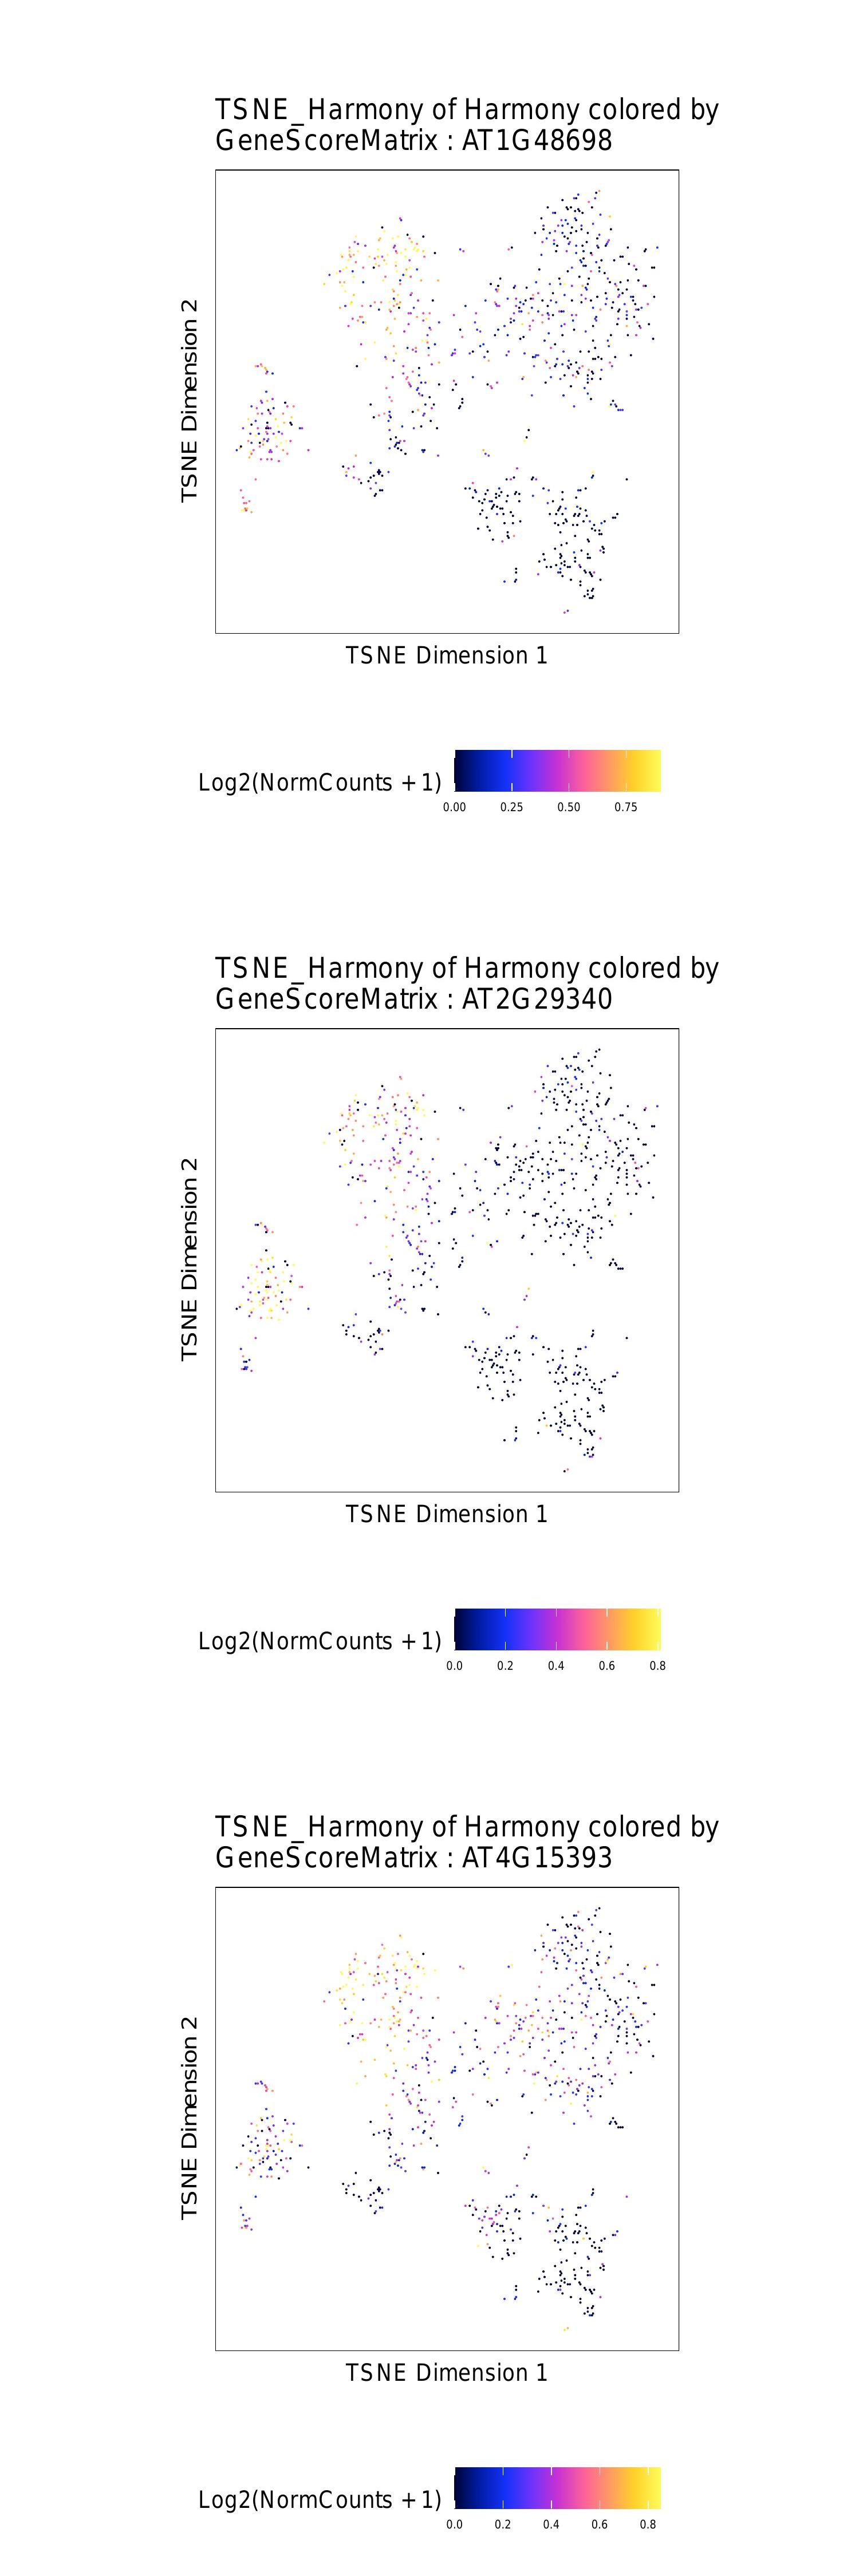 TSNE_Harmony of Harmony colored by
GeneScoreMatrix : AT1G48698
TSNE Dimension 2
TSNE Dimension 1
Log2(NormCounts + 1)
0.00 0.25 0.50 0.75
TSNE_Harmony of Harmony colored by
GeneScoreMatrix : AT2G29340
TSNE Dimension 2
TSNE Dimension 1
Log2(NormCounts + 1)
0.0 0.2 0.4 0.6 0.8
TSNE_Harmony of Harmony colored by
GeneScoreMatrix : AT4G15393
TSNE Dimension 2
TSNE Dimension 1
Log2(NormCounts + 1)
0.0 0.2 0.4 0.6 0.8